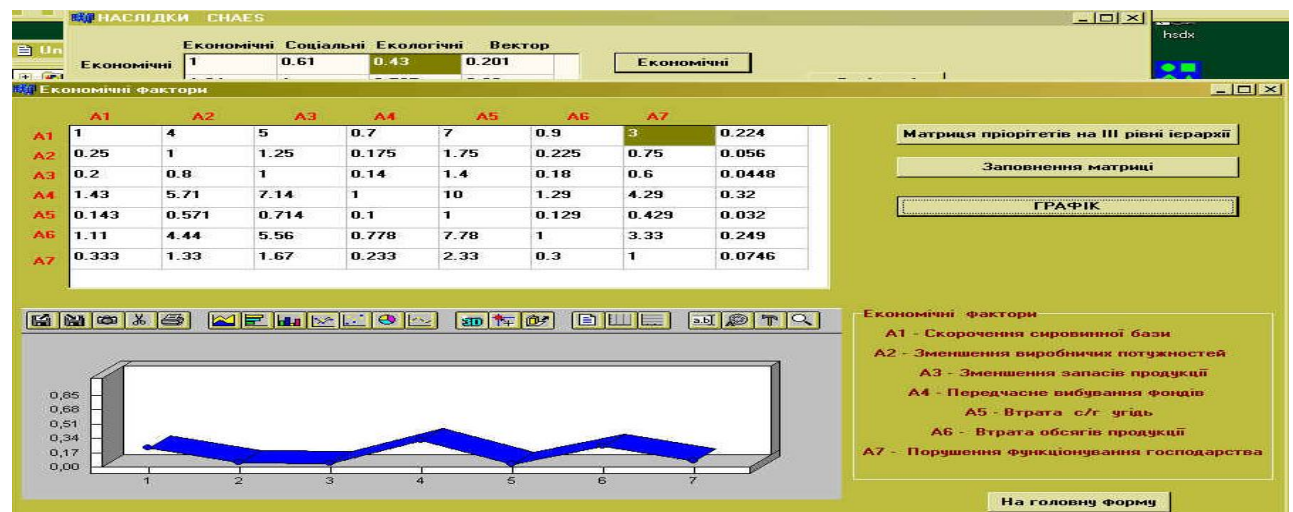 НАСЛІДКИ CHAES
hsdx
Un
Економічні Соціальні Екологічні Вектор
Економічні 1 0.61 0.43 0.201 Економічні
Економічні фактори
A1 A2 A3 A4 A5 A6 A7
A1 1 4 5 0.7 7 0.9 3 0.224
A2 0.25 1 1.25 0.175 1.75 0.225 0.75 0.056
A3 0.2 0.8 1 0.14 1.4 0.18 0.6 0.0448
A4 1.43 5.71 7.14 1 10 1.29 4.29 0.32
A5 0.143 0.571 0.714 0.1 1 0.129 0.429 0.032
A6 1.11 4.44 5.56 0.778 7.78 1 3.33 0.249
A7 0.333 1.33 1.67 0.233 2.33 0.3 1 0.0746
Матриця пріорітетів на III рівні ієрархії
Заповнення матриці
ГРАФІК
3D
a.b
0,85
0,68
0,51
0,34
0,17
0,00
1 2 3 4 5 6 7
Економічні фактори
A1 - Скорочення сировинної бази
A2 - Зменшення виробничих потужностей
A3 - Зменшення запасів продукції
A4 - Передчасне вибування фондів
A5 - Втрата с/г угідь
A6 - Втрата обсягів продукції
A7 - Порушення функціонування господарства
На головну форму